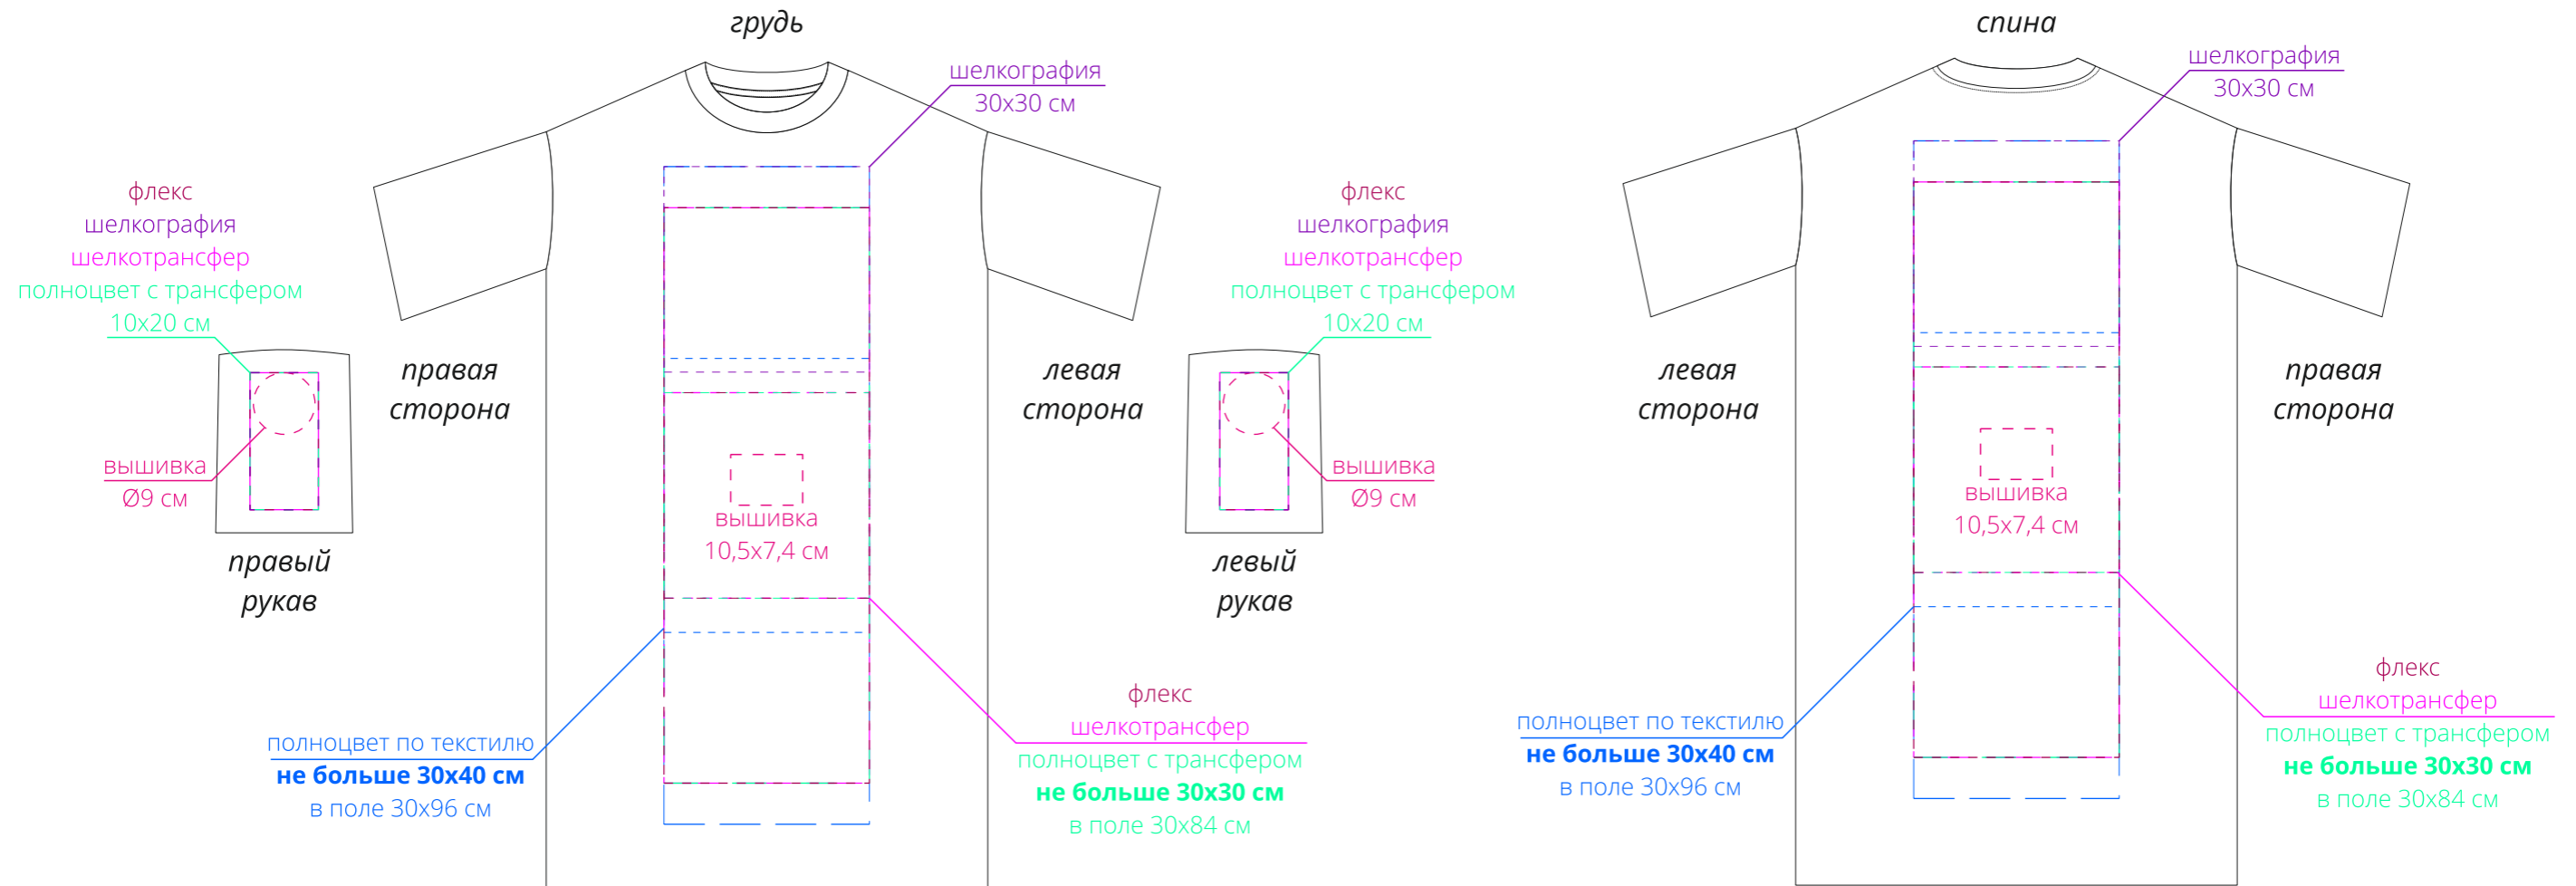 грудь
шелкография
30х30 см
флекс
шелкография
шелкотрансфер
полноцвет с трансфером
10х20 см
правая
сторона
левая
сторона
вышивка
Ø9 см
правый
рукав
вышивка
10,5х7,4 см
флекс
шелкография
шелкотрансфер
полноцвет с трансфером
10х20 см
вышивка
Ø9 см
левый
рукав
полноцвет по текстилю
не больше 30х40 см
в поле 30х96 см
флекс
шелкотрансфер
полноцвет с трансфером
не больше 30х30 см
в поле 30х84 см
спина
шелкография
30х30 см
левая
сторона
правая
сторона
вышивка
10,5х7,4 см
полноцвет по текстилю
не больше 30х40 см
в поле 30х96 см
флекс
шелкотрансфер
полноцвет с трансфером
не больше 30х30 см
в поле 30х84 см